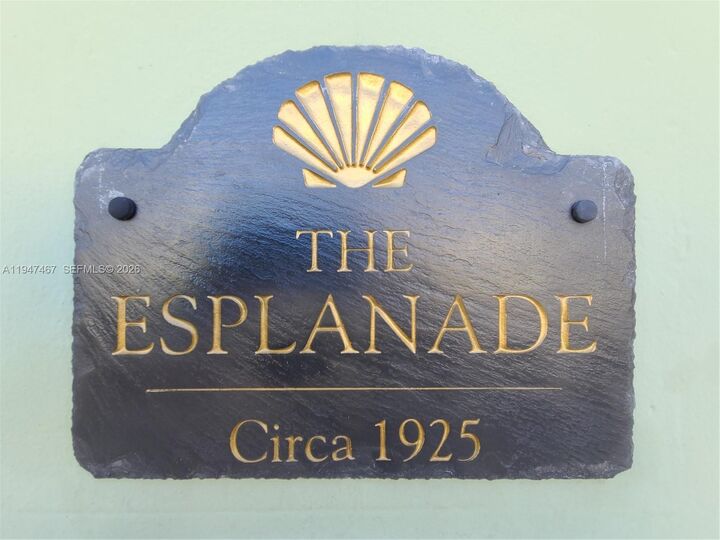 THE
A11947467 SEFMLS© 2026
ESPLANADE
Circa 1925